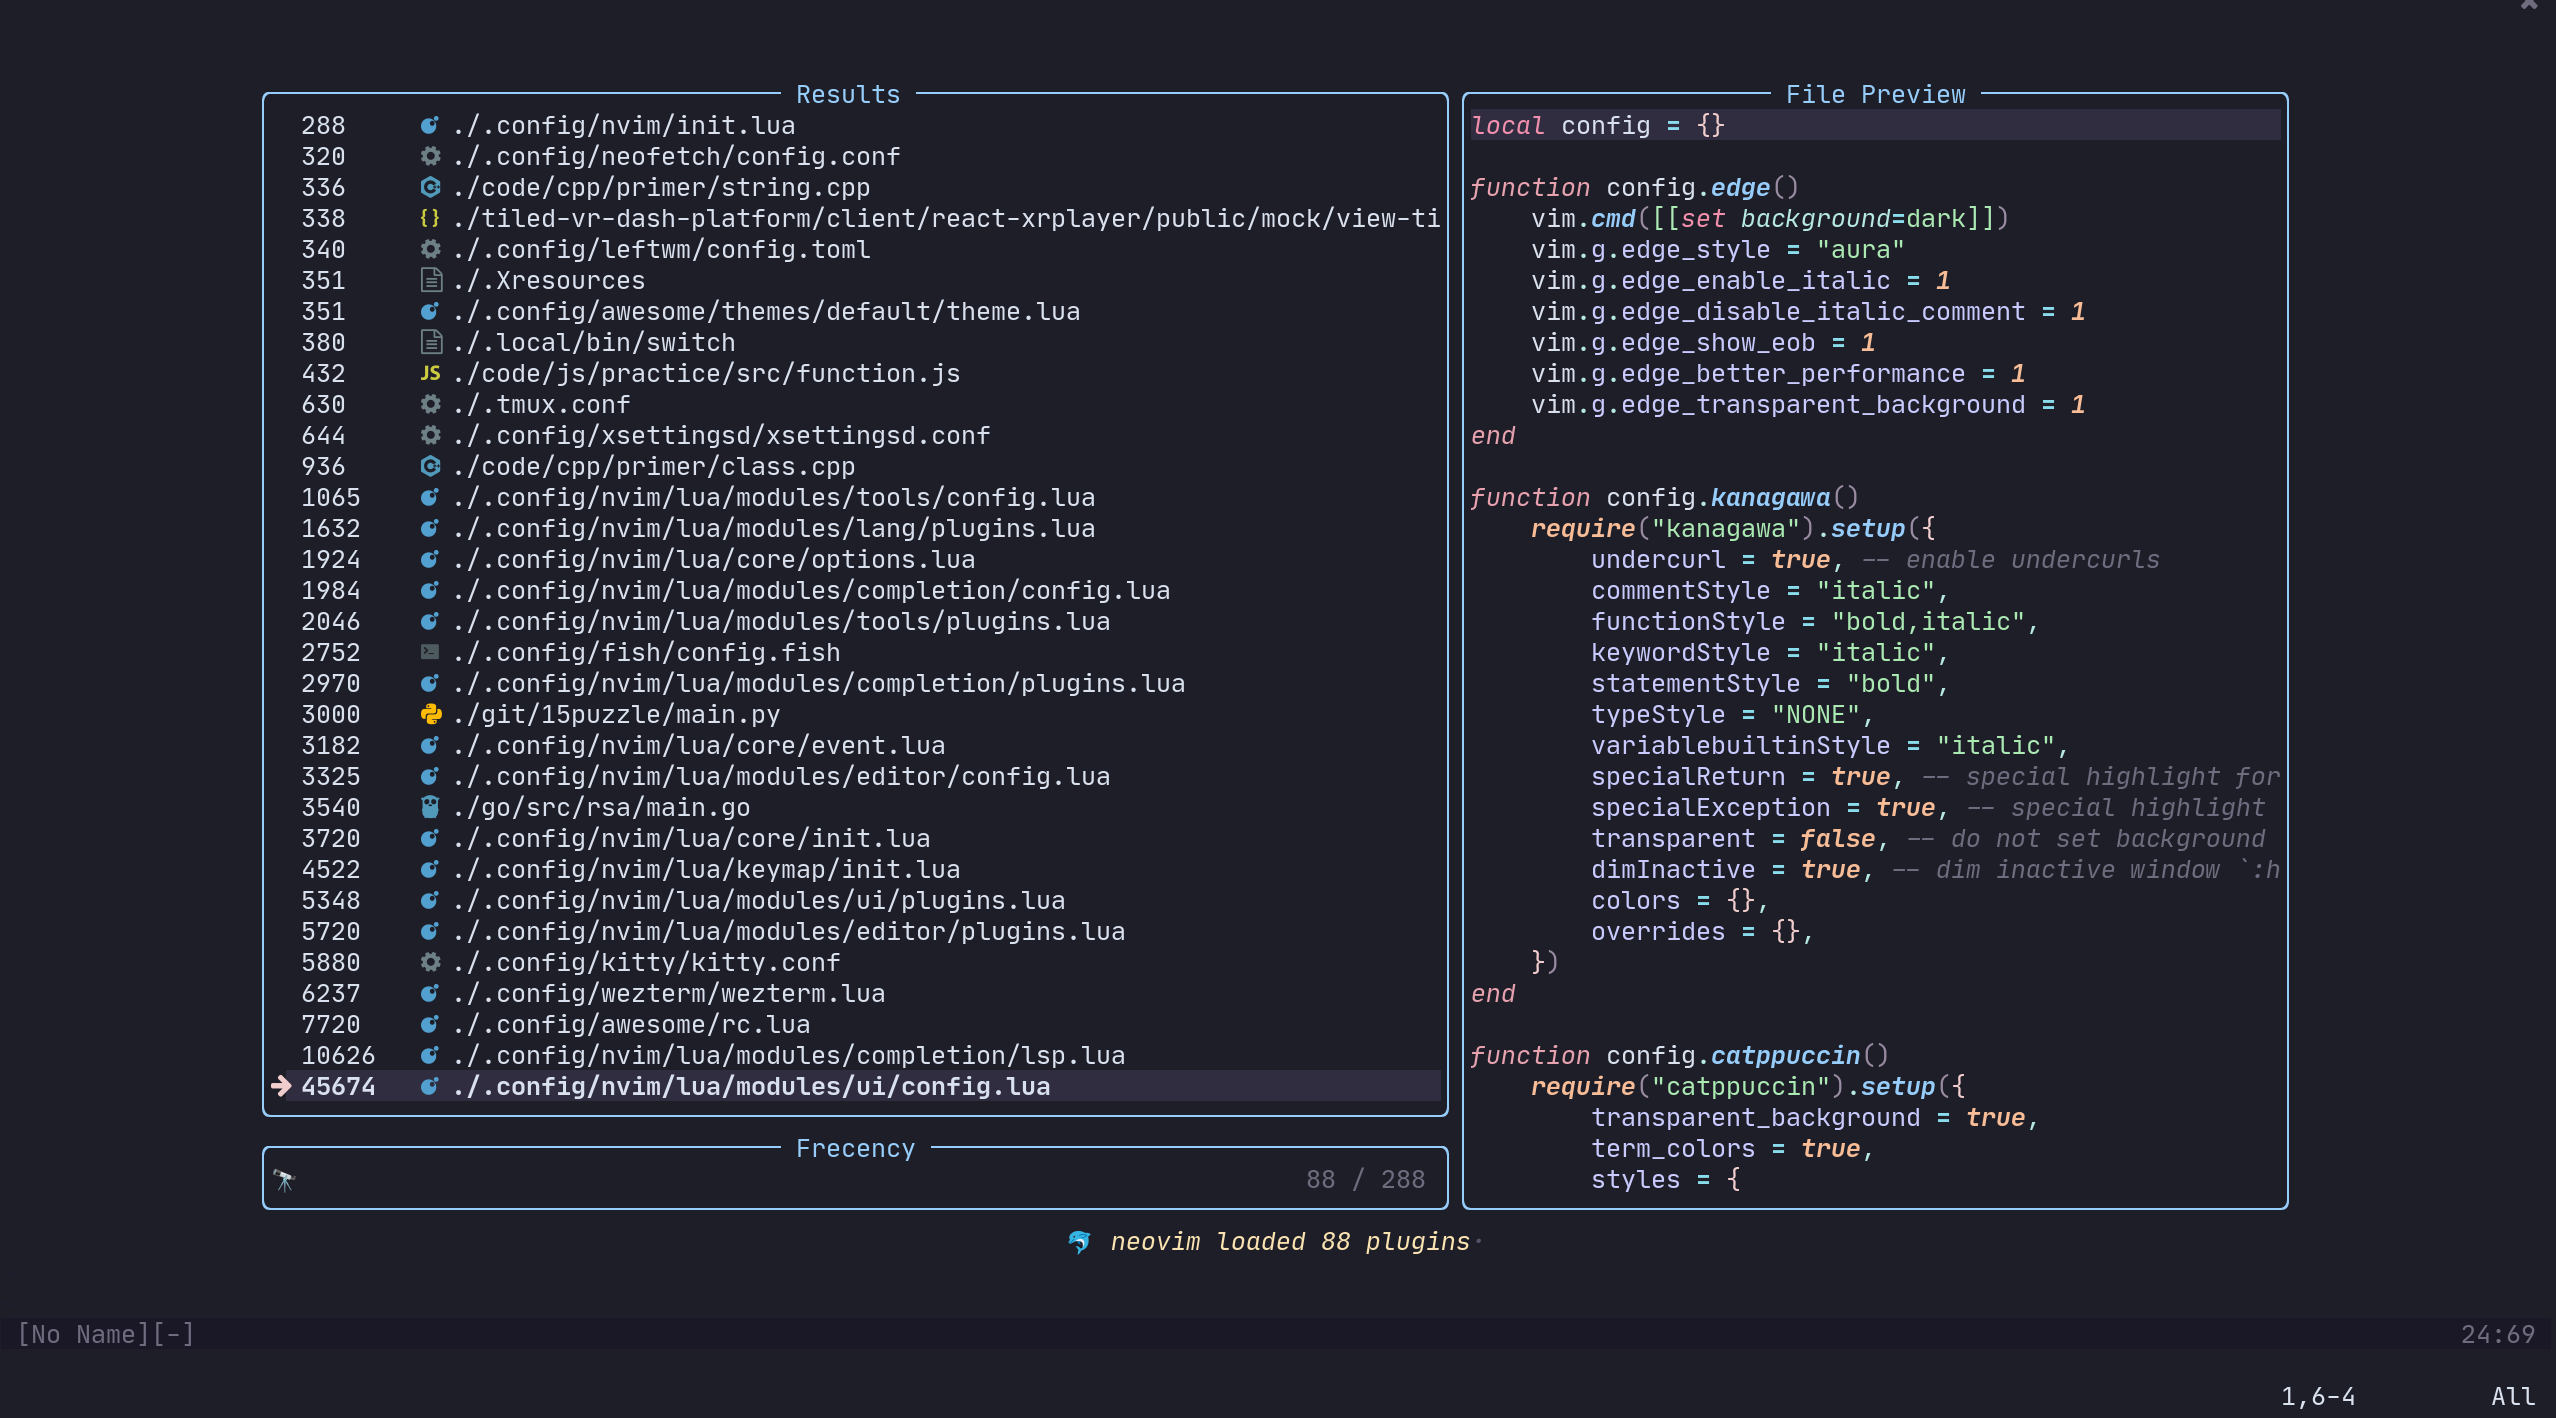 Results
288 ./.config/nvim/init.lua
320 ./.config/neofetch/config.conf
336 ./code/cpp/primer/string.cpp
338 {} ./tiled-vr-dash-platform/client/react-xrplayer/public/mock/view-ti
340 ./.config/leftwm/config.toml
351 ./.Xresources
351 ./.config/awesome/themes/default/theme.lua
380 ./.local/bin/switch
432 JS ./code/js/practice/src/function.js
630 ./.tmux.conf
644 ./.config/xsettingsd/xsettingsd.conf
936 ./code/cpp/primer/class.cpp
1065 ./.config/nvim/lua/modules/tools/config.lua
1632 ./.config/nvim/lua/modules/lang/plugins.lua
1924 ./.config/nvim/lua/core/options.lua
1984 ./.config/nvim/lua/modules/completion/config.lua
2046 ./.config/nvim/lua/modules/tools/plugins.lua
2752 ./.config/fish/config.fish
2970 ./.config/nvim/lua/modules/completion/plugins.lua
3000 ./git/15puzzle/main.py
3182 ./.config/nvim/lua/core/event.lua
3325 ./.config/nvim/lua/modules/editor/config.lua
3540 ./go/src/rsa/main.go
3720 ./.config/nvim/lua/core/init.lua
4522 ./.config/nvim/lua/keymap/init.lua
5348 ./.config/nvim/lua/modules/ui/plugins.lua
5720 ./.config/nvim/lua/modules/editor/plugins.lua
5880 ./.config/kitty/kitty.conf
6237 ./.config/wezterm/wezterm.lua
7720 ./.config/awesome/rc.lua
10626 ./.config/nvim/lua/modules/completion/lsp.lua
45674 ./.config/nvim/lua/modules/ui/config.lua
Frecency
88 / 288
File Preview
local config = {}
function config.edge()
vim.cmd([[set background=dark]])
vim.g.edge_style = "aura"
vim.g.edge_enable_italic = 1
vim.g.edge_disable_italic_comment = 1
vim.g.edge_show_eob = 1
vim.g.edge_better_performance = 1
vim.g.edge_transparent_background = 1
end
function config.kanagawa()
require("kanagawa").setup({
undercurl = true, -- enable undercurls
commentStyle = "italic",
functionStyle = "bold,italic",
keywordStyle = "italic",
statementStyle = "bold",
typeStyle = "NONE",
variablebuiltinStyle = "italic",
specialReturn = true, -- special highlight for
specialException = true, -- special highlight
transparent = false, -- do not set background
dimInactive = true, -- dim inactive window `:h
colors = {},
overrides = {},
})
end
function config.catppuccin()
require("catppuccin").setup({
transparent_background = true,
term_colors = true,
styles = {
🐬 neovim loaded 88 plugins
[No Name][-] 24:69
1,6-4 All